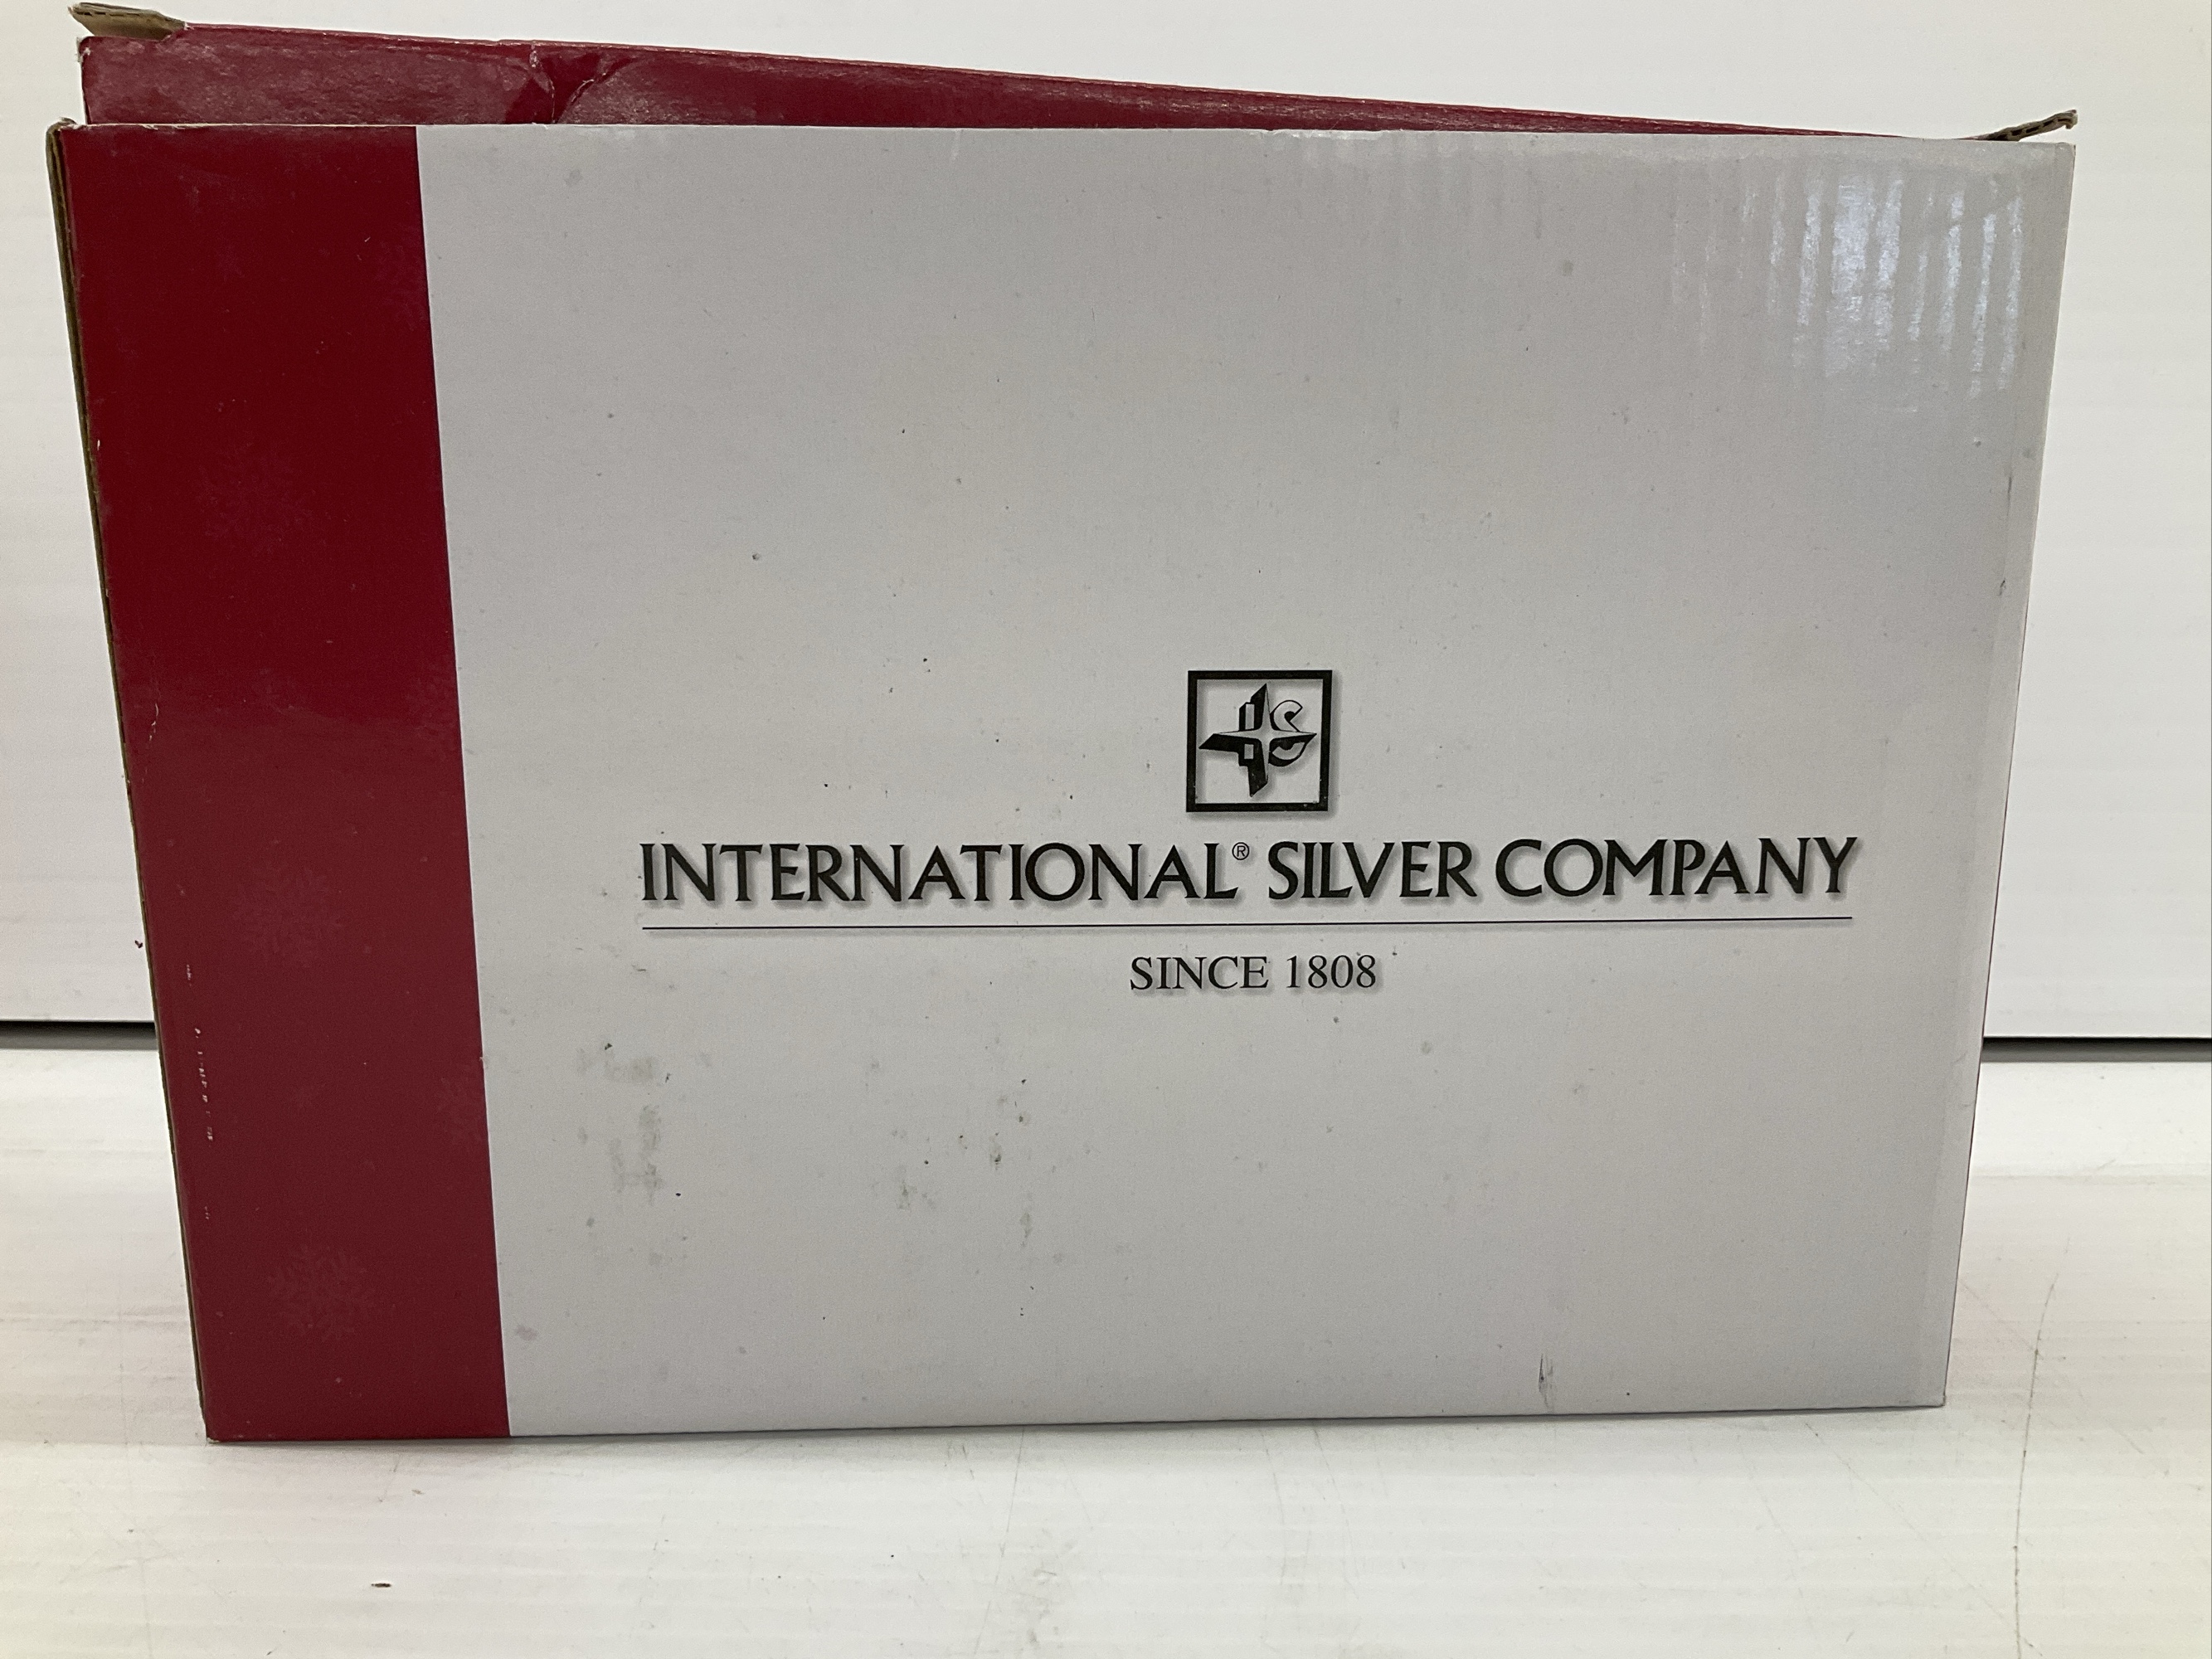 INTERNATIONAL® SILVER COMPANY
SINCE 1808